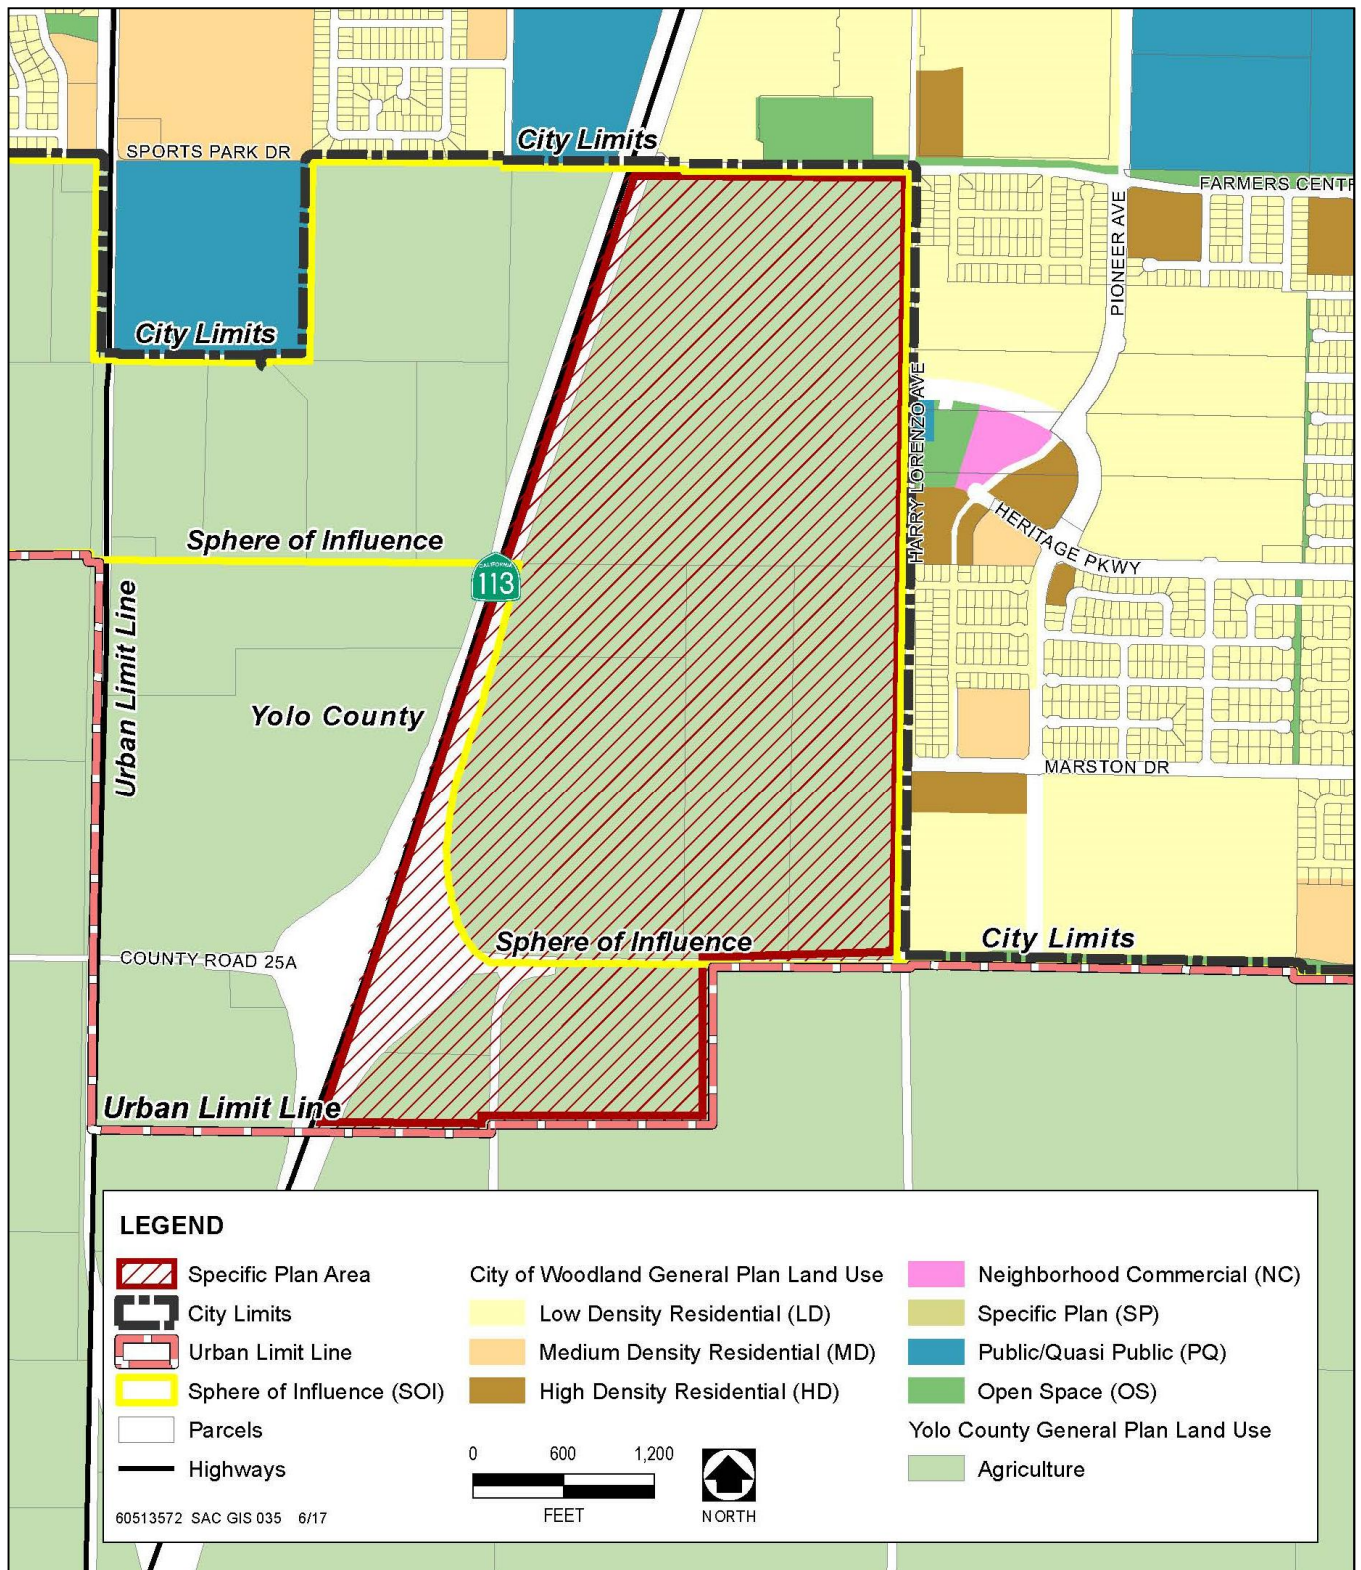 City Limits
SPORTS PARK DR
FARMERS CENTR
PIONEER AVE
City Limits
HARRY LORENZO AVE
HERITAGE PKWY
Sphere of Influence
CALIFORNIA
113
Urban Limit Line
Yolo County
MARSTON DR
Sphere of Influence
City Limits
COUNTY ROAD 25A
Urban Limit Line
LEGEND
Specific Plan Area
City Limits
Urban Limit Line
Sphere of Influence (SOI)
Parcels
Highways
60513572 SAC GIS 035 6/17
City of Woodland General Plan Land Use
Low Density Residential (LD)
Medium Density Residential (MD)
High Density Residential (HD)
0 600 1,200
FEET
NORTH
Neighborhood Commercial (NC)
Specific Plan (SP)
Public/Quasi Public (PQ)
Open Space (OS)
Yolo County General Plan Land Use
Agriculture